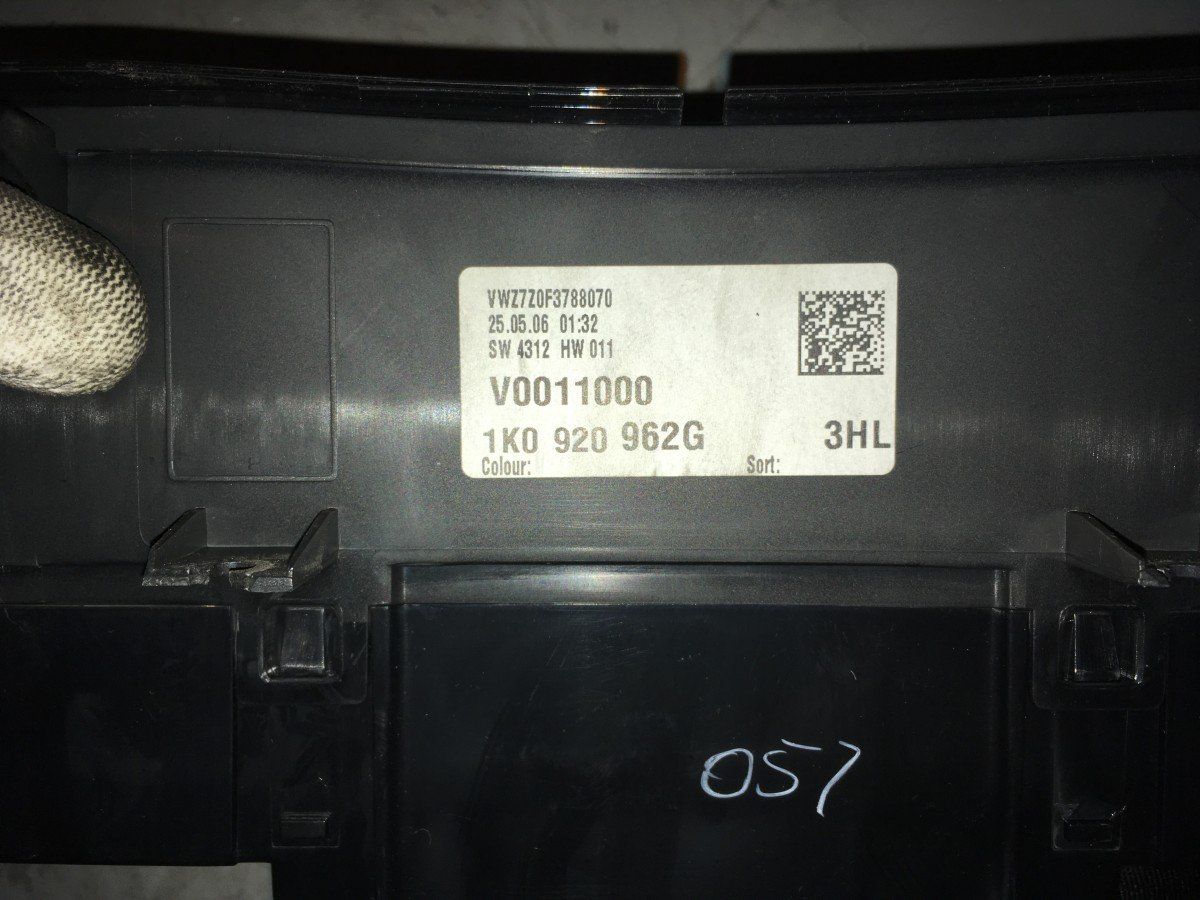 VWZ7Z0F3788070
25.05.06 01:32
SW 4312 HW 011
V0011000
1K0 920 962G 3HL
Colour: Sort:
057